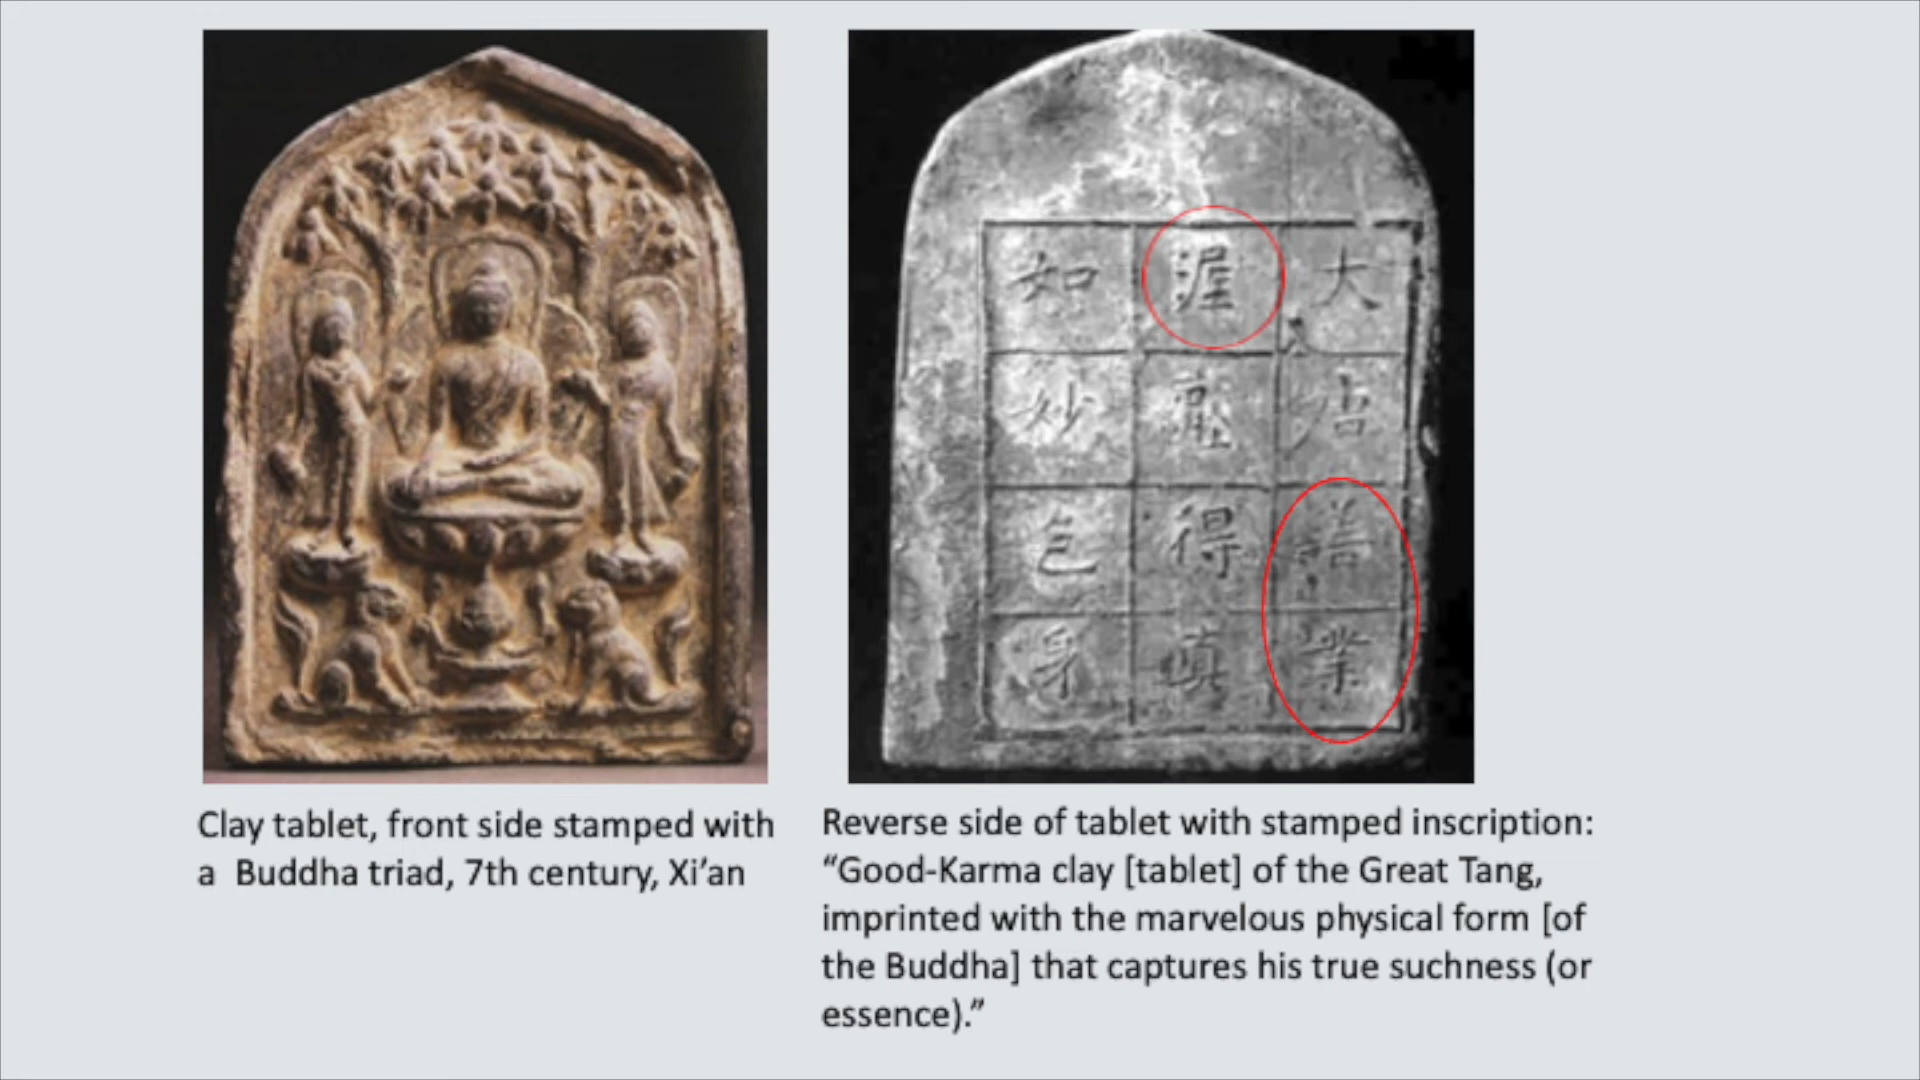 大唐善業
埿壓得真
如妙色身
Clay tablet, front side stamped with
a Buddha triad, 7th century, Xi’an
Reverse side of tablet with stamped inscription:
“Good-Karma clay [tablet] of the Great Tang,
imprinted with the marvelous physical form [of
the Buddha] that captures his true suchness (or
essence).”